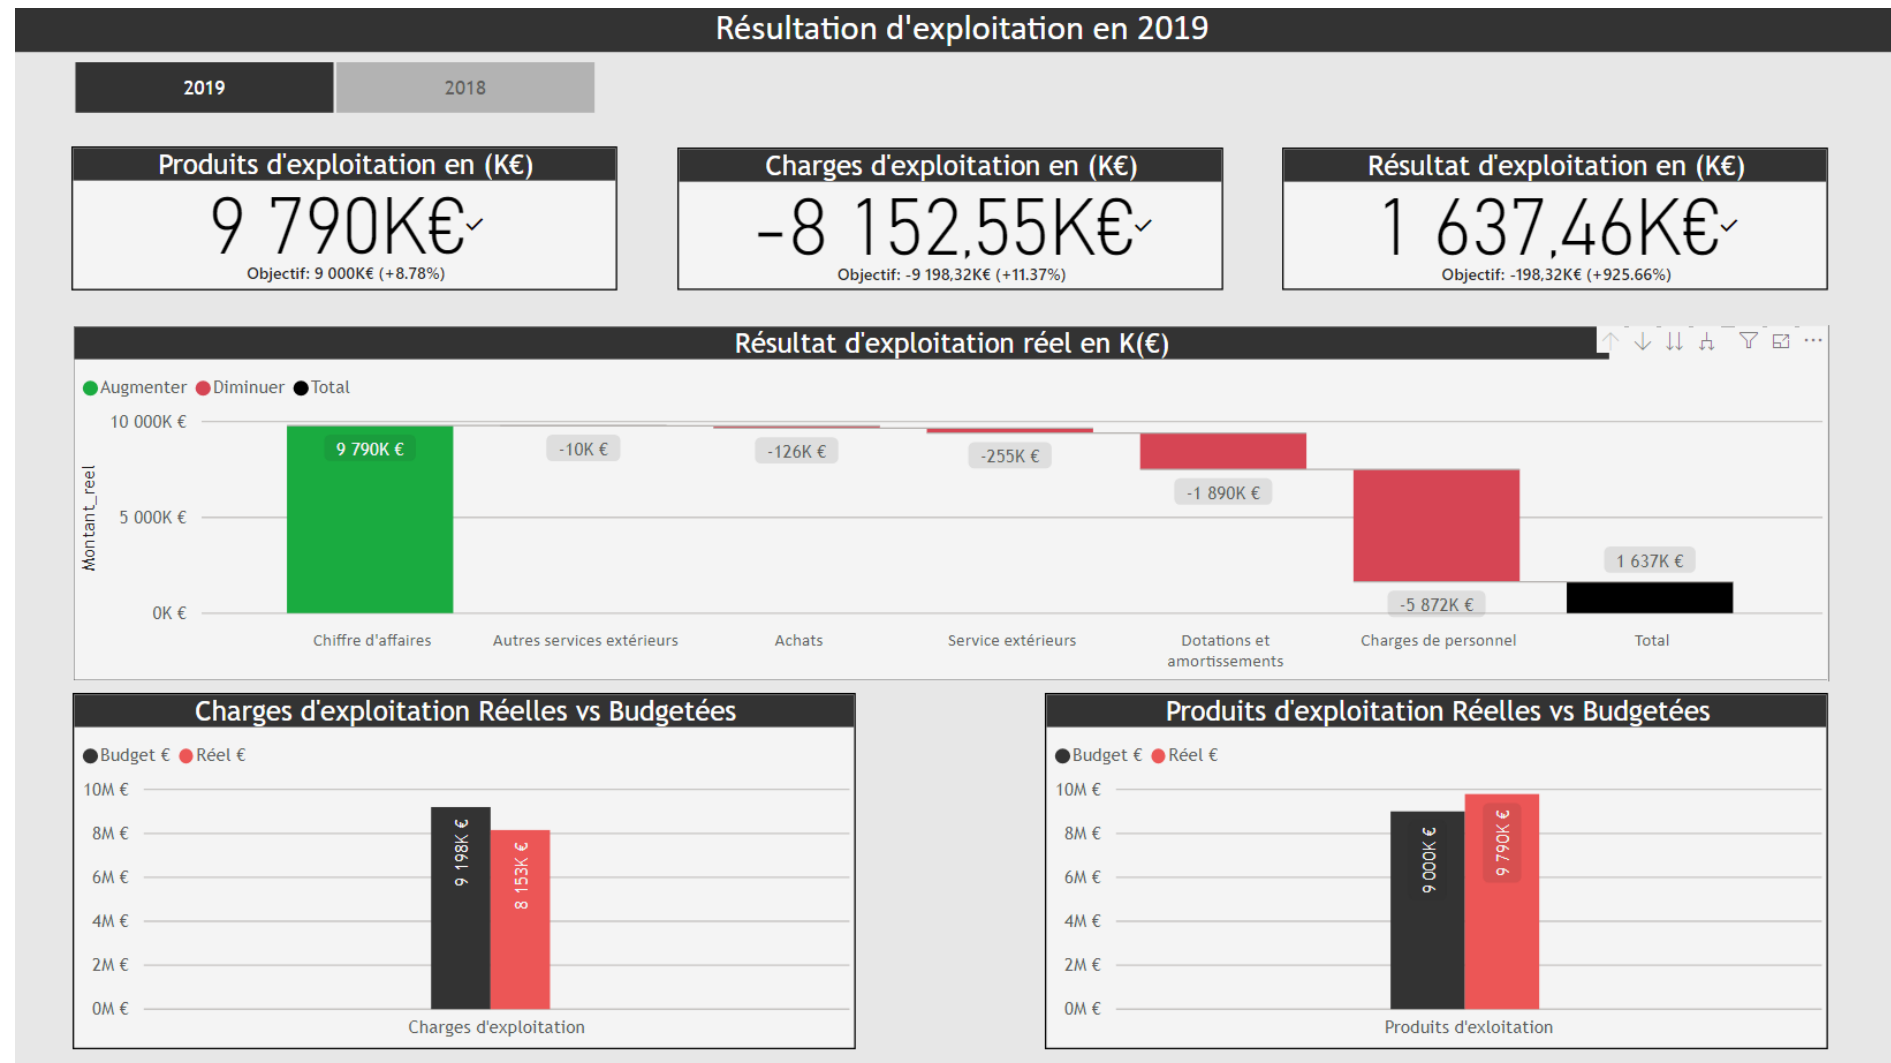 Résultation d'exploitation en 2019
2019
2018
Produits d'exploitation en (K€)
9 790K€
Objectif: 9 000K€ (+8.78%)
Charges d'exploitation en (K€)
-8 152,55K€
Objectif: -9 198,32K€ (+11.37%)
Résultat d'exploitation en (K€)
1 637,46K€
Objectif: -198,32K€ (+925.66%)
Résultat d'exploitation réel en K(€)
Augmenter Diminuer Total
Montant_reel
10 000K €
5 000K €
0K €
9 790K €
-10K €
-126K €
-255K €
-1 890K €
-5 872K €
1 637K €
Chiffre d'affaires
Autres services extérieurs
Achats
Service extérieurs
Dotations et
amortissements
Charges de personnel
Total
Charges d'exploitation Réelles vs Budgetées
Budget € Réel €
10M €
8M €
6M €
4M €
2M €
0M €
9 198K €
8 153K €
Charges d'exploitation
Produits d'exploitation Réelles vs Budgetées
Budget € Réel €
10M €
8M €
6M €
4M €
2M €
0M €
9 000K €
9 790K €
Produits d'exloitation